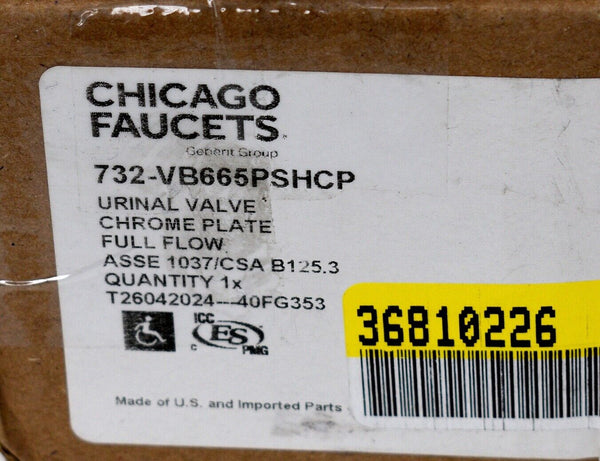 CHICAGO
FAUCETS
Geberit Group
732-VB665PSHCP
URINAL VALVE
CHROME PLATE
FULL FLOW
ASSE 1037/CSA B125.3
QUANTITY 1x
T26042024---40FG353
ICC
ES
C PMG
36810226
Made of U.S. and Imported Parts